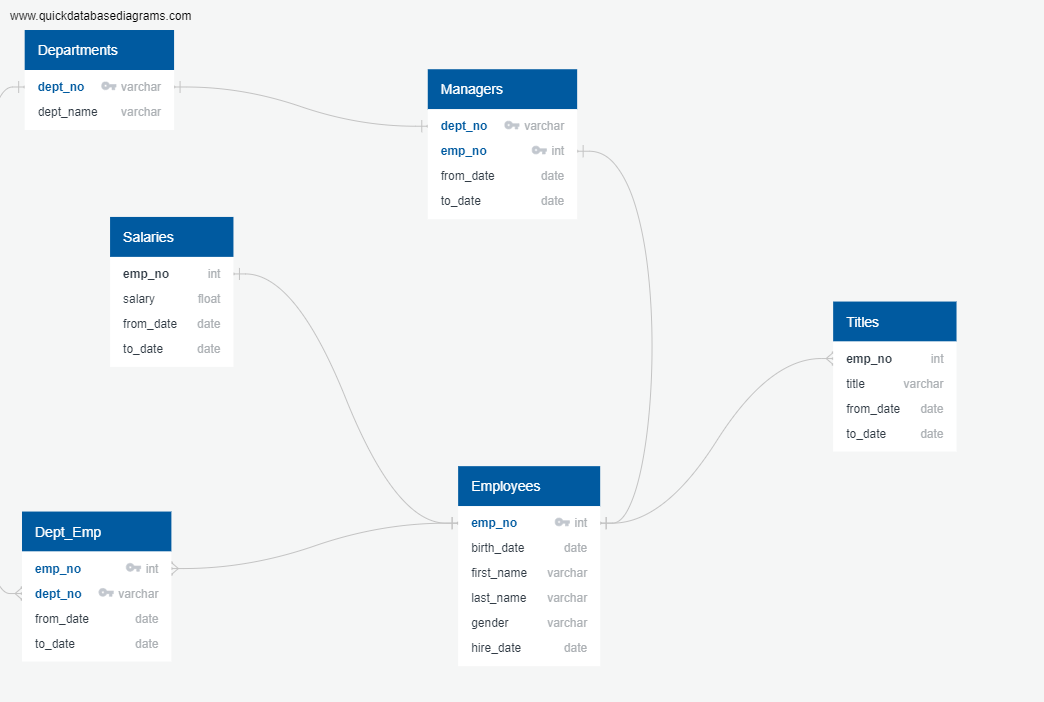 www.quickdatabasediagrams.com
Departments
dept_no varchar
dept_name varchar
Managers
dept_no varchar
emp_no int
from_date date
to_date date
Salaries
emp_no int
salary float
from_date date
to_date date
Titles
emp_no int
title varchar
from_date date
to_date date
Employees
emp_no int
birth_date date
first_name varchar
last_name varchar
gender varchar
hire_date date
Dept_Emp
emp_no int
dept_no varchar
from_date date
to_date date